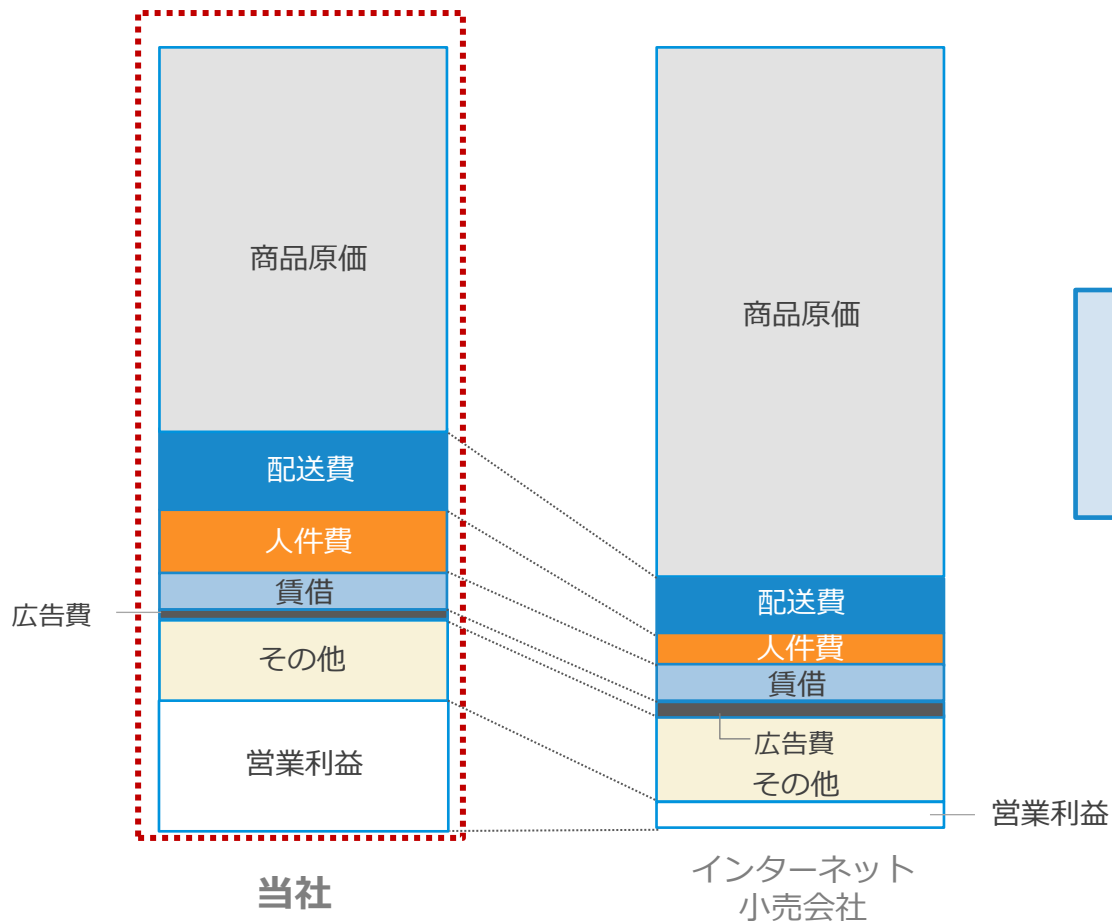 商品原価
配送費
人件費
賃借
広告費
その他
営業利益
当社
商品原価
配送費
人件費
賃借
広告費
その他
営業利益
インターネット
小売会社